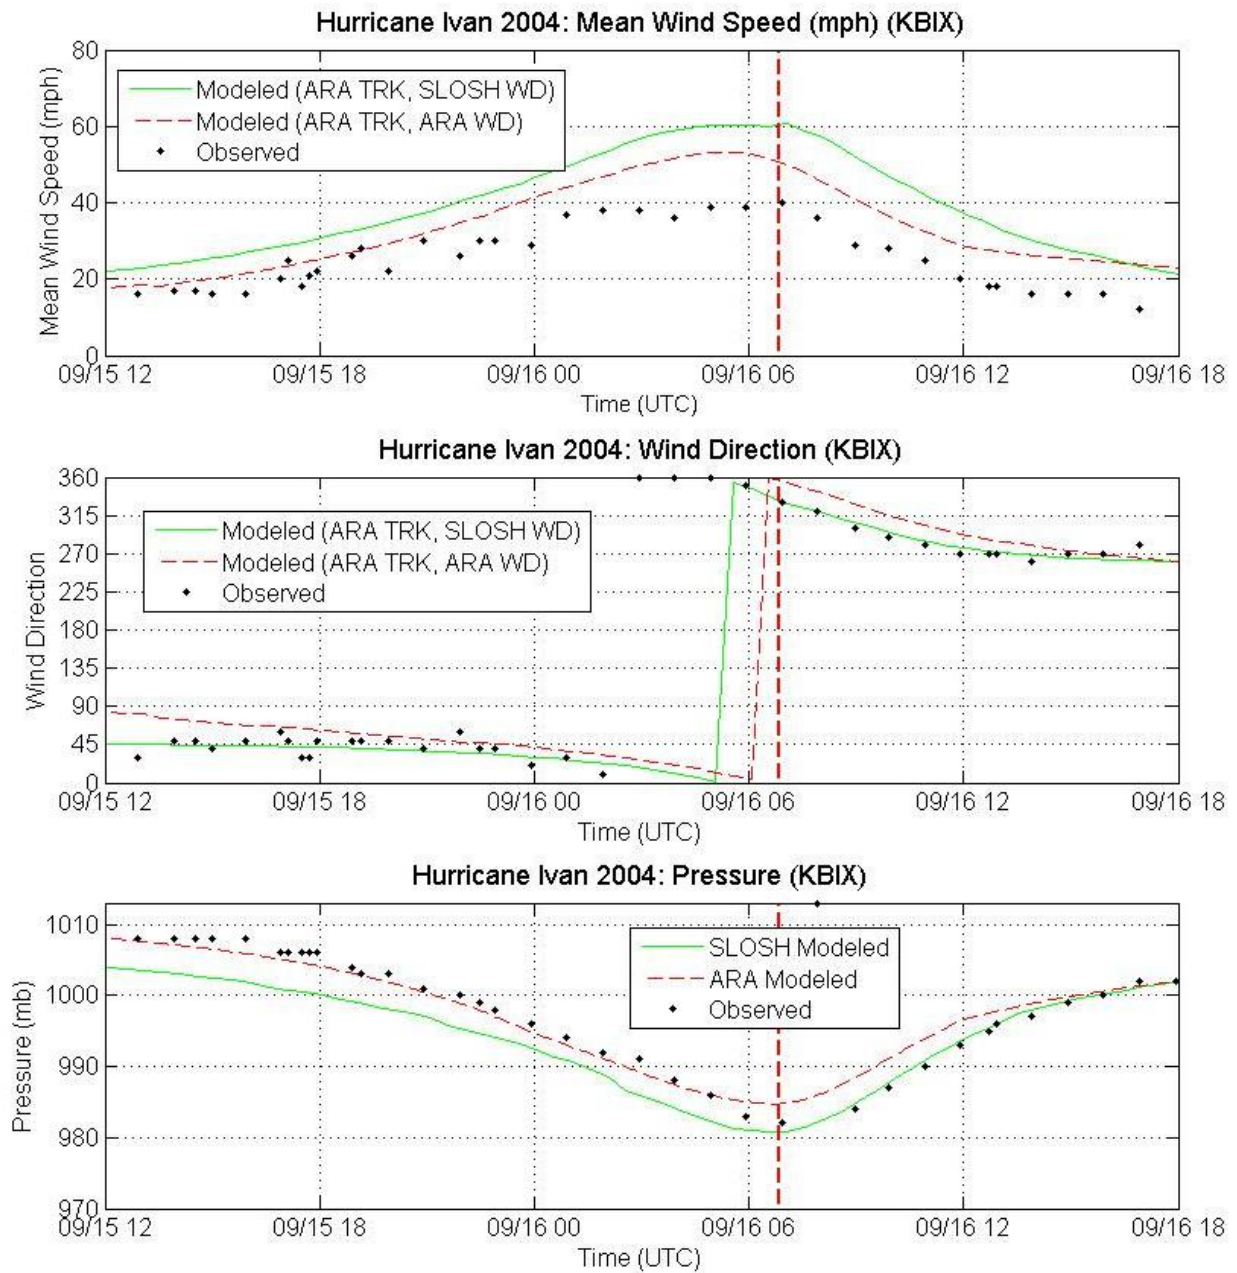 Hurricane Ivan 2004: Mean Wind Speed (mph) (KBIX)
80
60
40
20
0
Mean Wind Speed (mph)
Modeled (ARA TRK, SLOSH WD)
Modeled (ARA TRK, ARA WD)
Observed
09/15 12 09/15 18 09/16 00 09/16 06 09/16 12 09/16 18
Time (UTC)
Hurricane Ivan 2004: Wind Direction (KBIX)
360
315
270
225
180
135
90
45
0
Wind Direction
Modeled (ARA TRK, SLOSH WD)
Modeled (ARA TRK, ARA WD)
Observed
09/15 12 09/15 18 09/16 00 09/16 06 09/16 12 09/16 18
Time (UTC)
Hurricane Ivan 2004: Pressure (KBIX)
1010
1000
990
980
970
Pressure (mb)
SLOSH Modeled
ARA Modeled
Observed
09/15 12 09/15 18 09/16 00 09/16 06 09/16 12 09/16 18
Time (UTC)